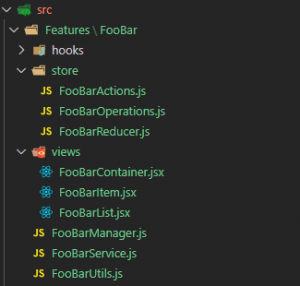 src
Features \ FooBar
hooks
store
JS FooBarActions.js
JS FooBarOperations.js
JS FooBarReducer.js
views
FooBarContainer.jsx
FooBarItem.jsx
FooBarList.jsx
JS FooBarManager.js
JS FooBarService.js
JS FooBarUtils.js